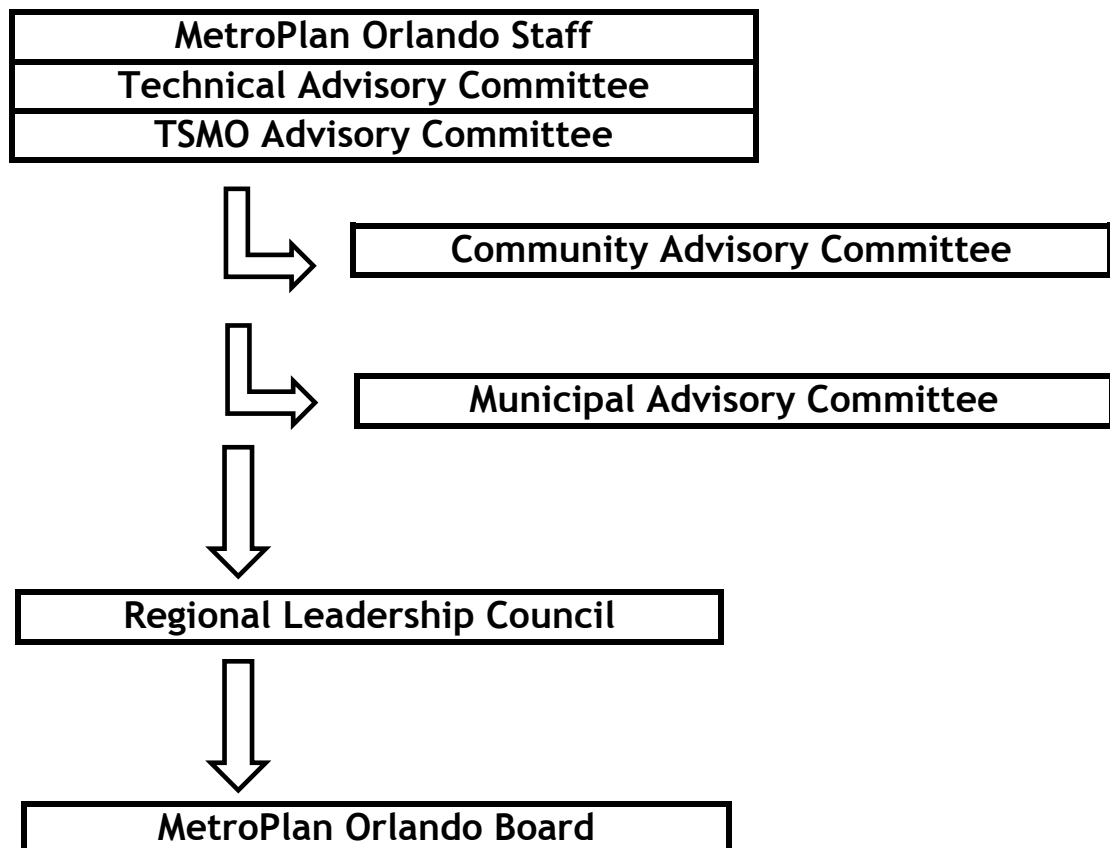 MetroPlan Orlando Staff
Technical Advisory Committee
TSMO Advisory Committee
Community Advisory Committee
Municipal Advisory Committee
Regional Leadership Council
MetroPlan Orlando Board